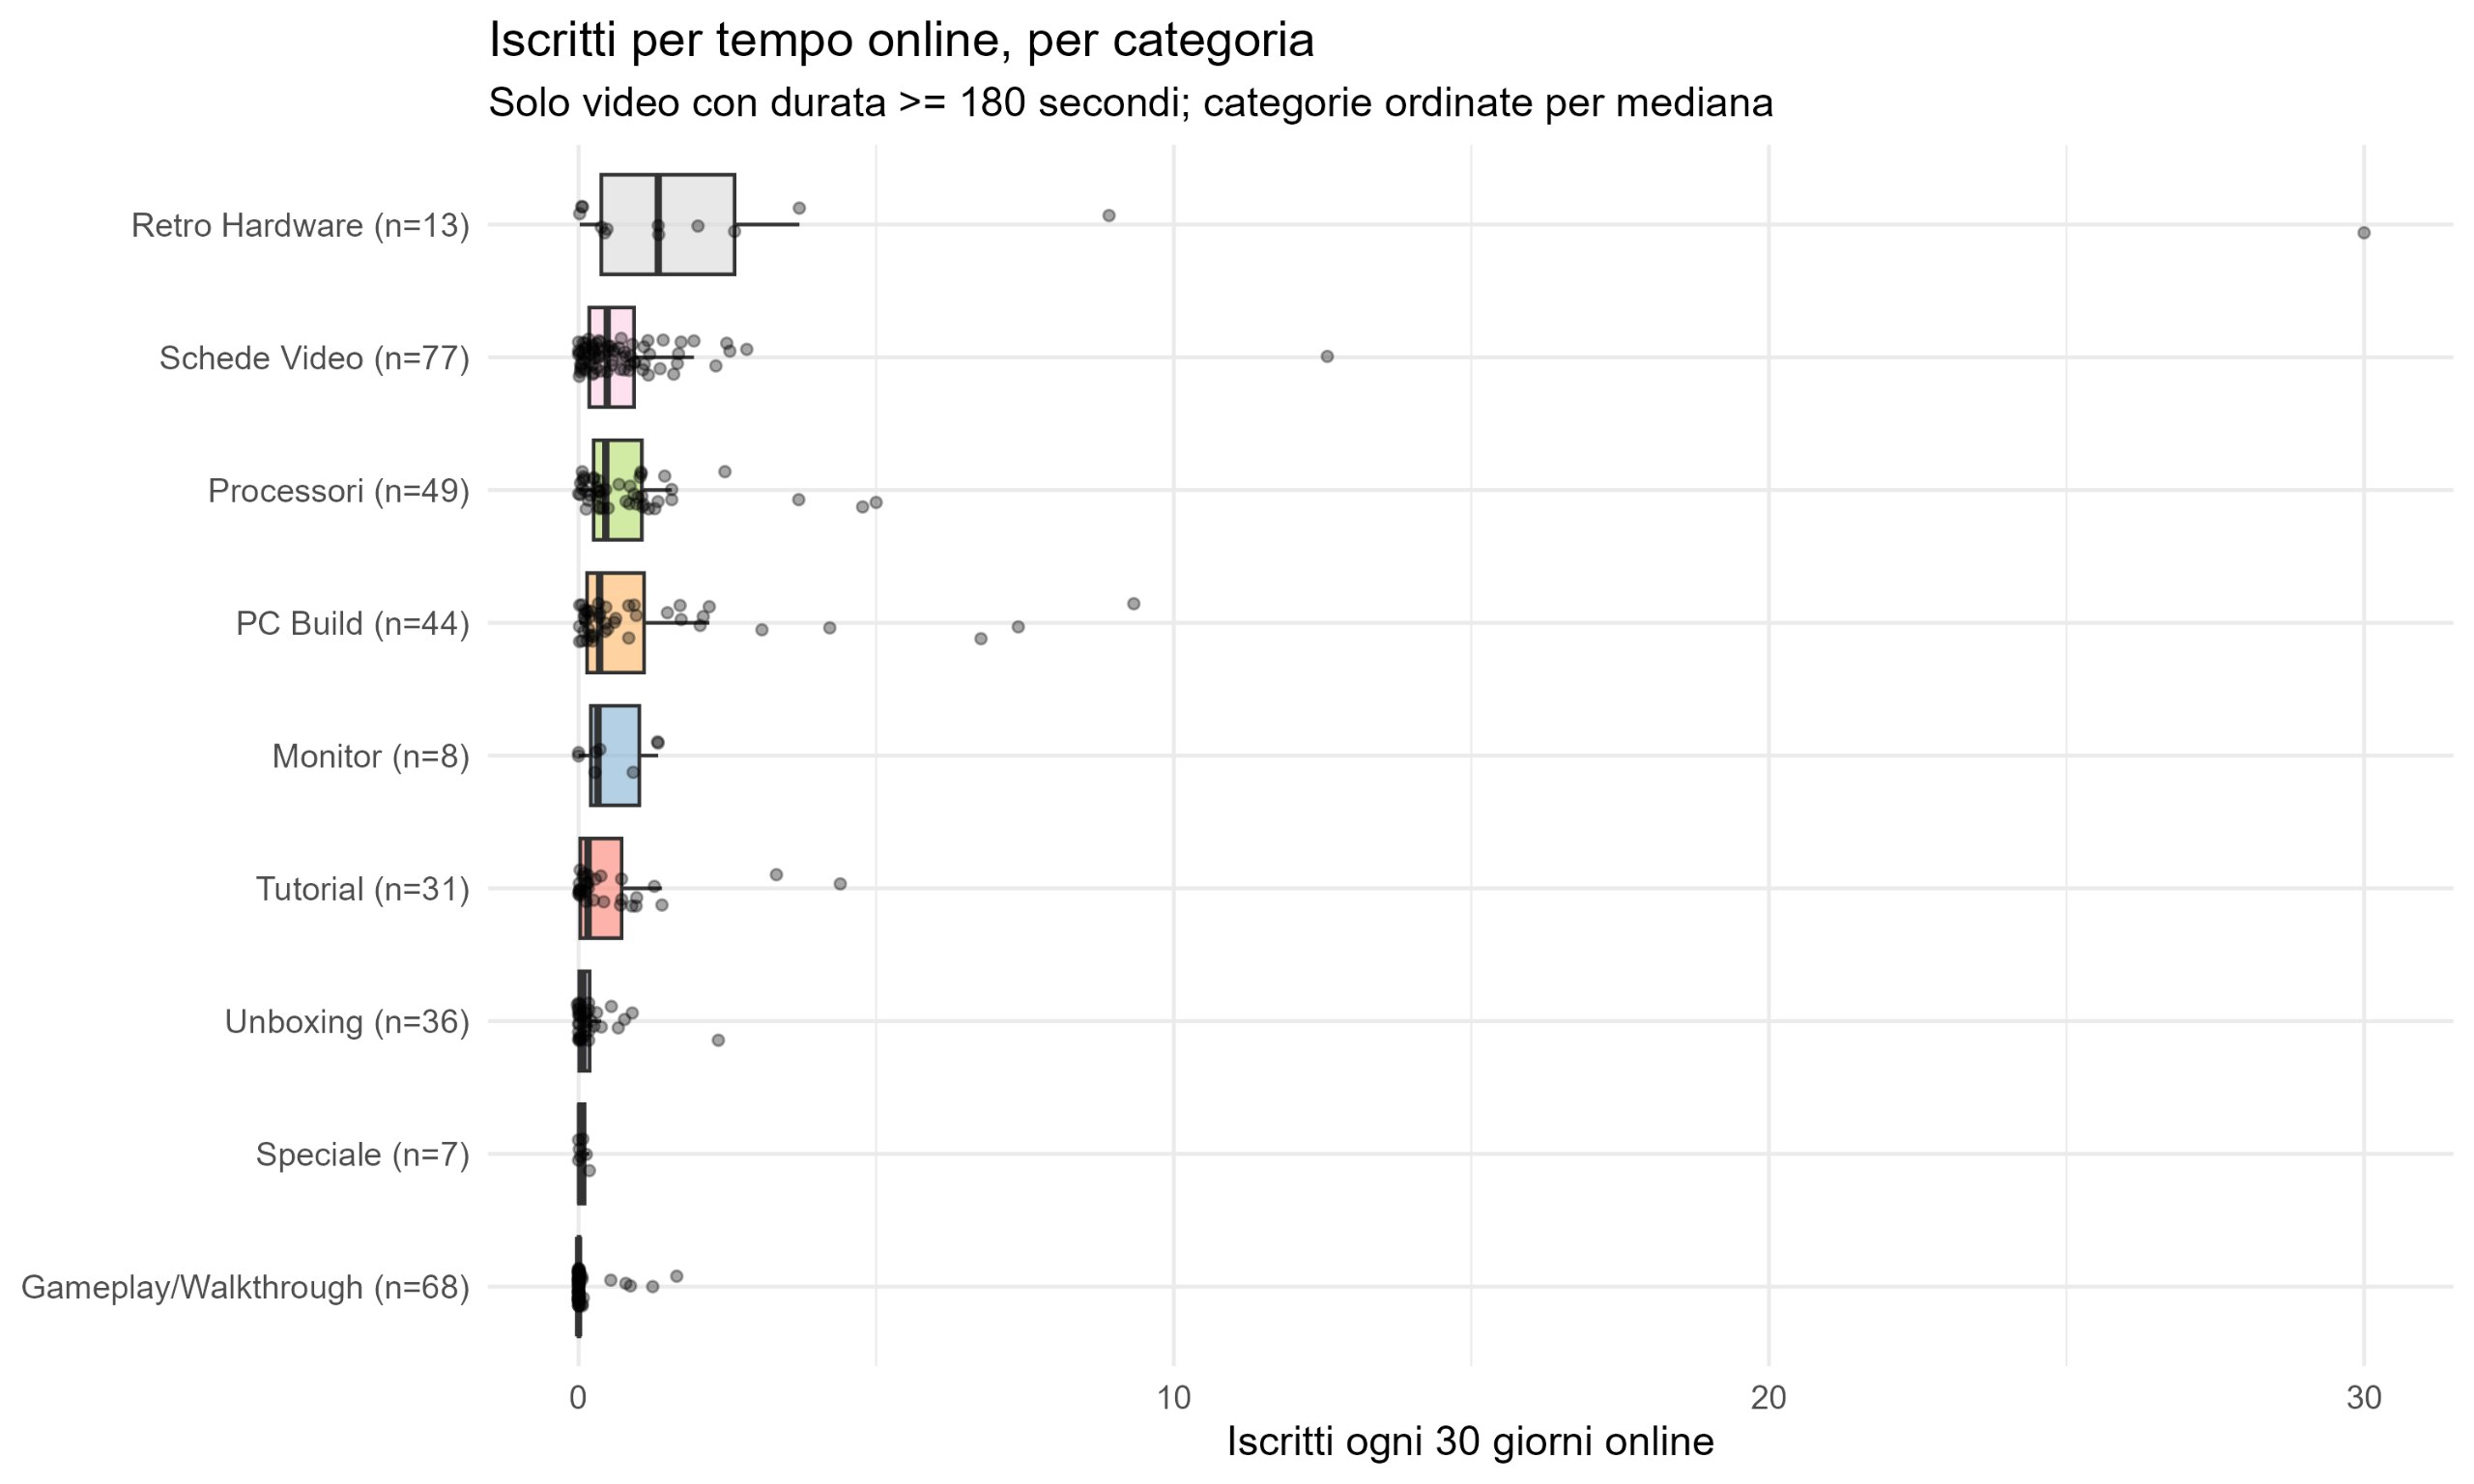 Iscritti per tempo online, per categoria
Solo video con durata >= 180 secondi; categorie ordinate per mediana
Retro Hardware (n=13)
Schede Video (n=77)
Processori (n=49)
PC Build (n=44)
Monitor (n=8)
Tutorial (n=31)
Unboxing (n=36)
Speciale (n=7)
Gameplay/Walkthrough (n=68)
0 10 20 30
Iscritti ogni 30 giorni online